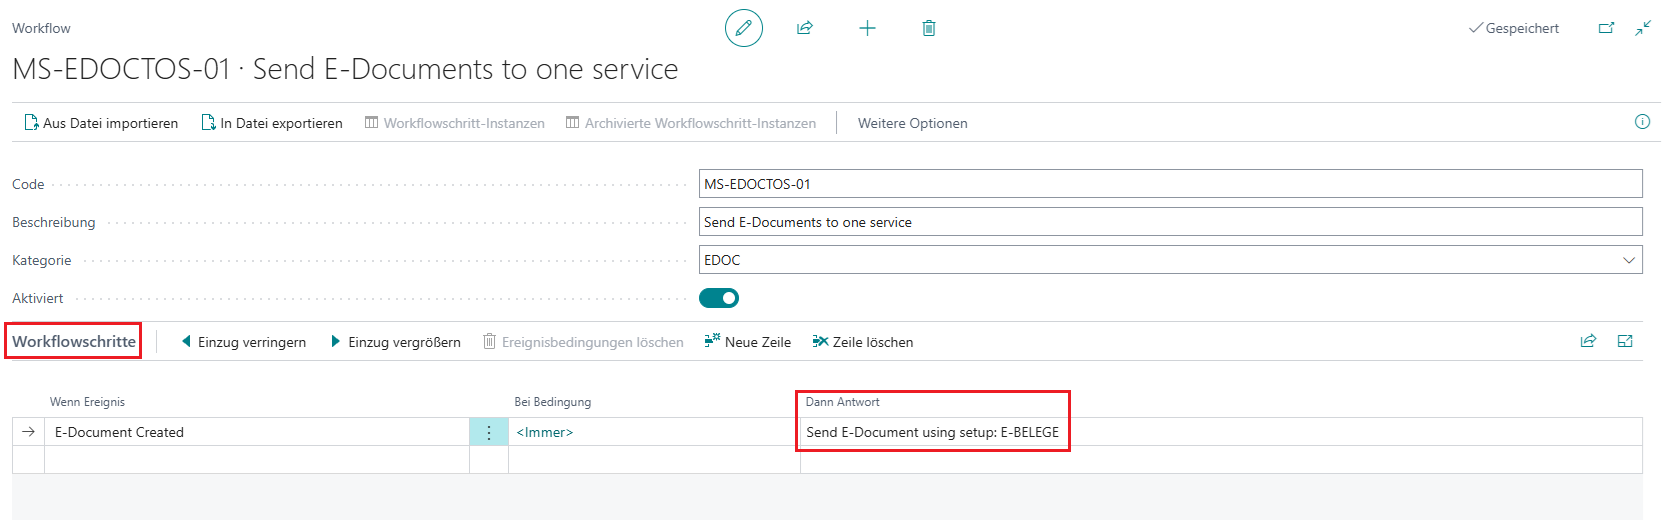 Workflow
Gespeichert
MS-EDOCTOS-01 · Send E-Documents to one service
Aus Datei importieren In Datei exportieren Workflowschritt-Instanzen Archivierte Workflowschritt-Instanzen Weitere Optionen
Code MS-EDOCTOS-01
Beschreibung Send E-Documents to one service
Kategorie EDOC
Aktiviert
Workflowschritte Einzug verringern Einzug vergrößern Ereignisbedingungen löschen Neue Zeile Zeile löschen
Wenn Ereignis Bei Bedingung Dann Antwort
E-Document Created <Immer> Send E-Document using setup: E-BELEGE